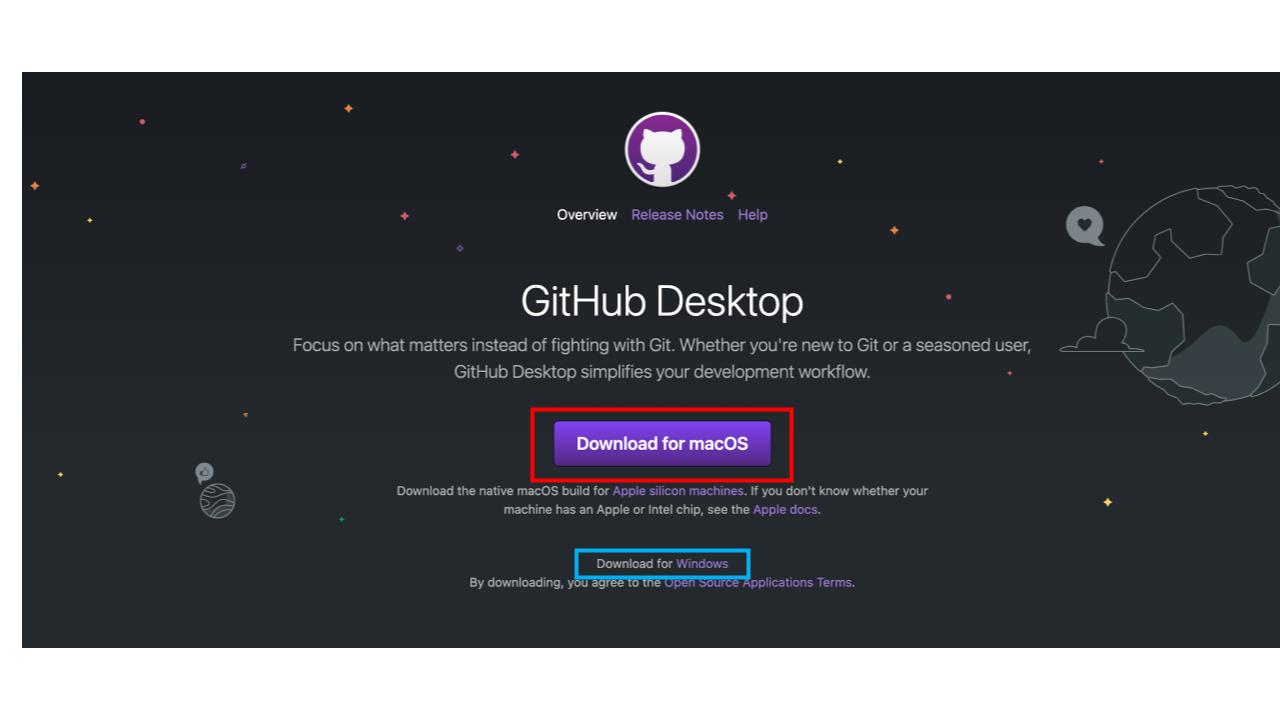 Overview Release Notes Help
GitHub Desktop
Focus on what matters instead of fighting with Git. Whether you're new to Git or a seasoned user,
GitHub Desktop simplifies your development workflow.
Download for macOS
Download the native macOS build for Apple silicon machines. If you don't know whether your
machine has an Apple or Intel chip, see the Apple docs.
Download for Windows
By downloading, you agree to the Open Source Applications Terms.